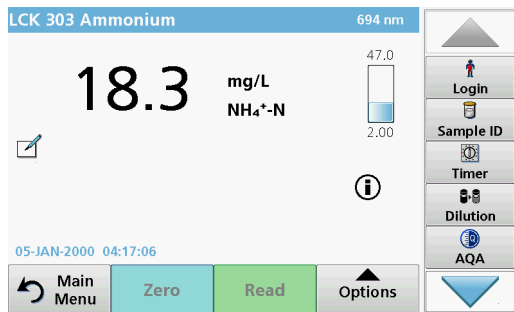 LCK 303 Ammonium 694 nm
47.0
18.3 mg/L
NH₄⁺-N
2.00
05-JAN-2000 04:17:06
Main Menu
Zero
Read
Options
Login
Sample ID
Timer
Dilution
AQA